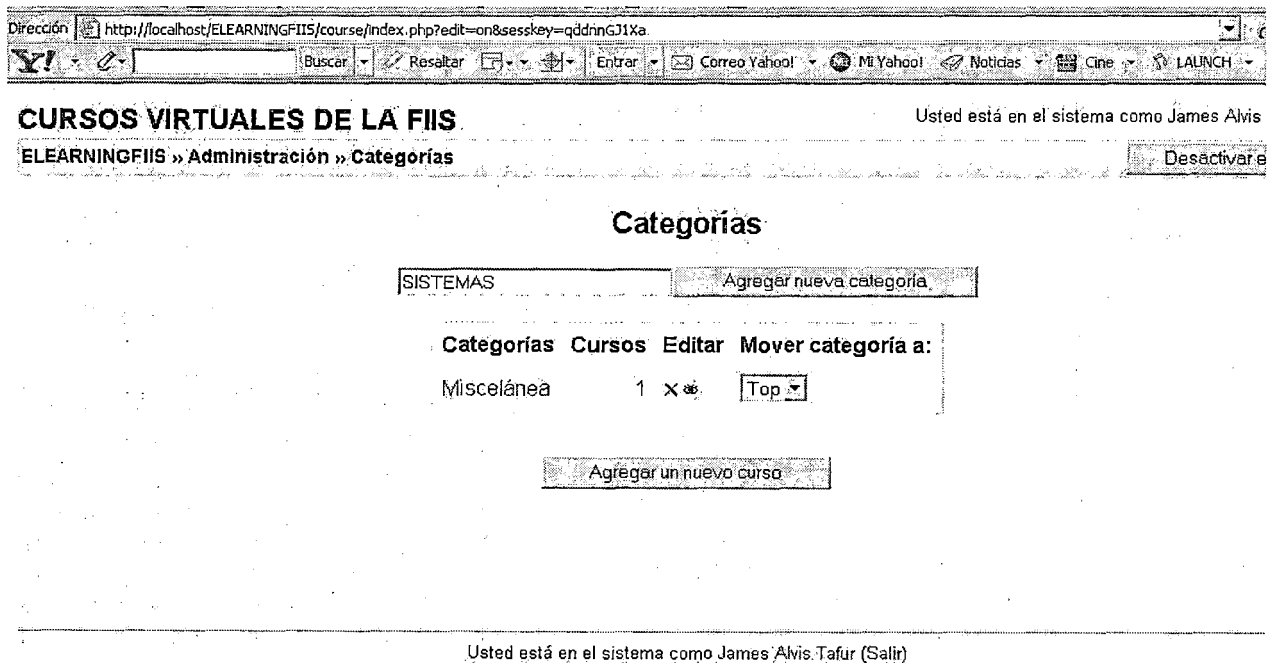 Dirección http://localhost/ELEARNINGFIIS/course/index.php?edit=on&sesskey=qddnnGJ1Xa
Y! Buscar Resaltar Entrar Correo Yahoo! Mi Yahoo! Noticias Cine LAUNCH
CURSOS VIRTUALES DE LA FIIS Usted está en el sistema como James Alvis
ELEARNINGFIIS » Administración » Categorías Desactivar e
Categorías
SISTEMAS Agregar nueva categoría
Categorías Cursos Editar Mover categoría a:
Miscelánea 1 Top
Agregar un nuevo curso
Usted está en el sistema como James Alvis Tafur (Salir)